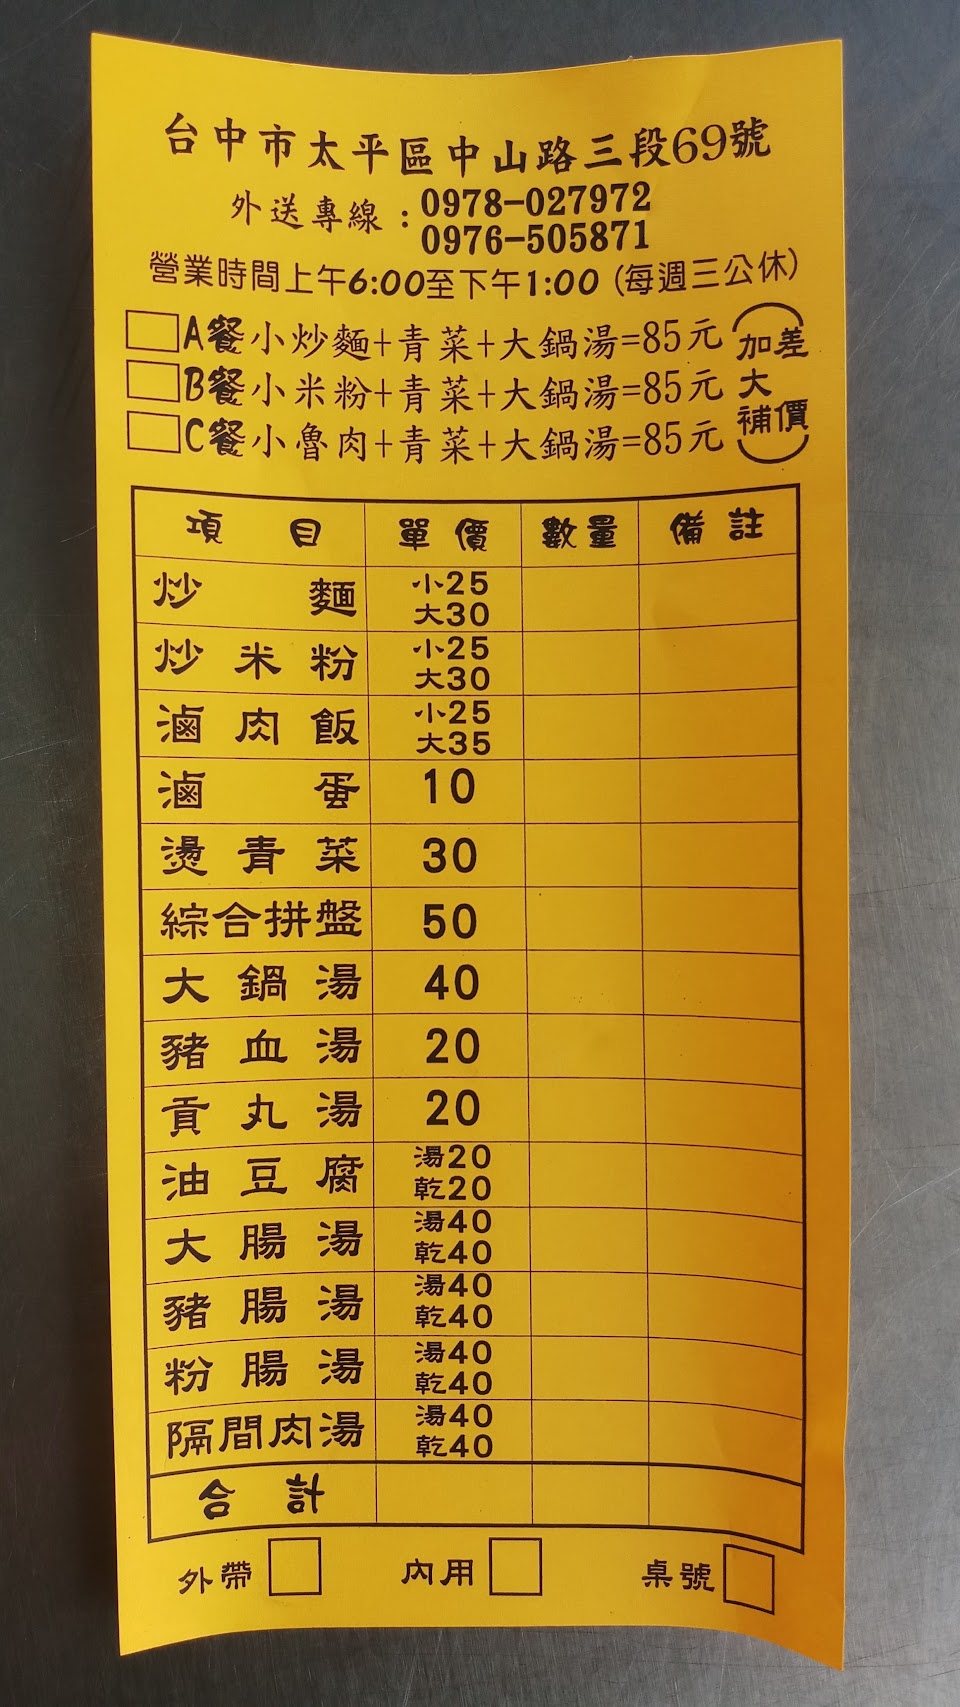 台中市太平區中山路三段69號
外送專線：0978-027972
0976-505871
營業時間上午6:00至下午1:00 (每週三公休)
A餐小炒麵+青菜+大鍋湯=85元
B餐小米粉+青菜+大鍋湯=85元
C餐小魯肉+青菜+大鍋湯=85元
(加大補差價)
項目 單價 數量 備註
炒麵 小25 大30
炒米粉 小25 大30
滷肉飯 小25 大35
滷蛋 10
燙青菜 30
綜合拼盤 50
大鍋湯 40
豬血湯 20
貢丸湯 20
油豆腐 湯20 乾20
大腸湯 湯40 乾40
豬腸湯 湯40 乾40
粉腸湯 湯40 乾40
隔間肉湯 湯40 乾40
合計
外帶 內用 桌號